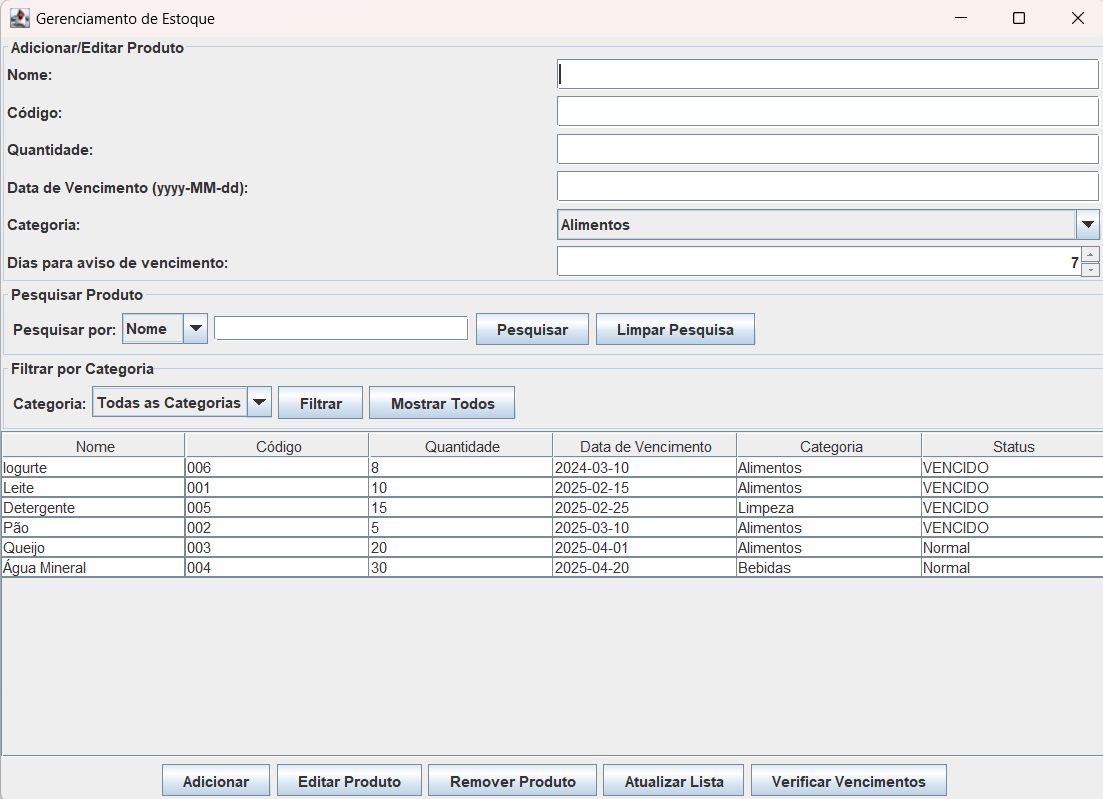 Gerenciamento de Estoque
Adicionar/Editar Produto
Nome:
Código:
Quantidade:
Data de Vencimento (yyyy-MM-dd):
Categoria: Alimentos
Dias para aviso de vencimento: 7
Pesquisar Produto
Pesquisar por: Nome Pesquisar Limpar Pesquisa
Filtrar por Categoria
Categoria: Todas as Categorias Filtrar Mostrar Todos
Nome Código Quantidade Data de Vencimento Categoria Status
Iogurte 006 8 2024-03-10 Alimentos VENCIDO
Leite 001 10 2025-02-15 Alimentos VENCIDO
Detergente 005 15 2025-02-25 Limpeza VENCIDO
Pão 002 5 2025-03-10 Alimentos VENCIDO
Queijo 003 20 2025-04-01 Alimentos Normal
Água Mineral 004 30 2025-04-20 Bebidas Normal
Adicionar Editar Produto Remover Produto Atualizar Lista Verificar Vencimentos